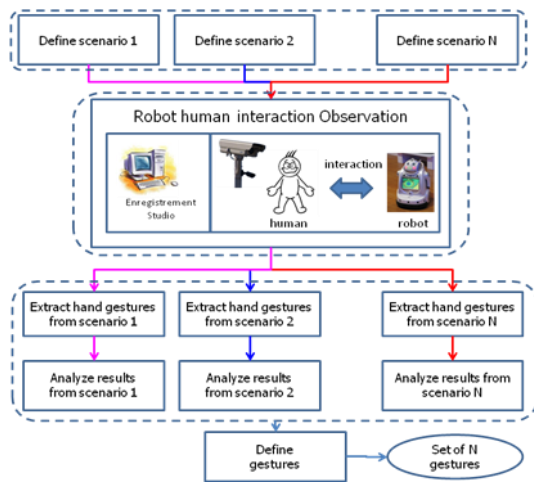 Define scenario 1
Define scenario 2
Define scenario N
Robot human interaction Observation
Enregistrement
Studio
interaction
human
robot
Extract hand gestures
from scenario 1
Extract hand gestures
from scenario 2
Extract hand gestures
from scenario N
Analyze results
from scenario 1
Analyze results
from scenario 2
Analyze results from
scenario N
Define
gestures
Set of N
gestures